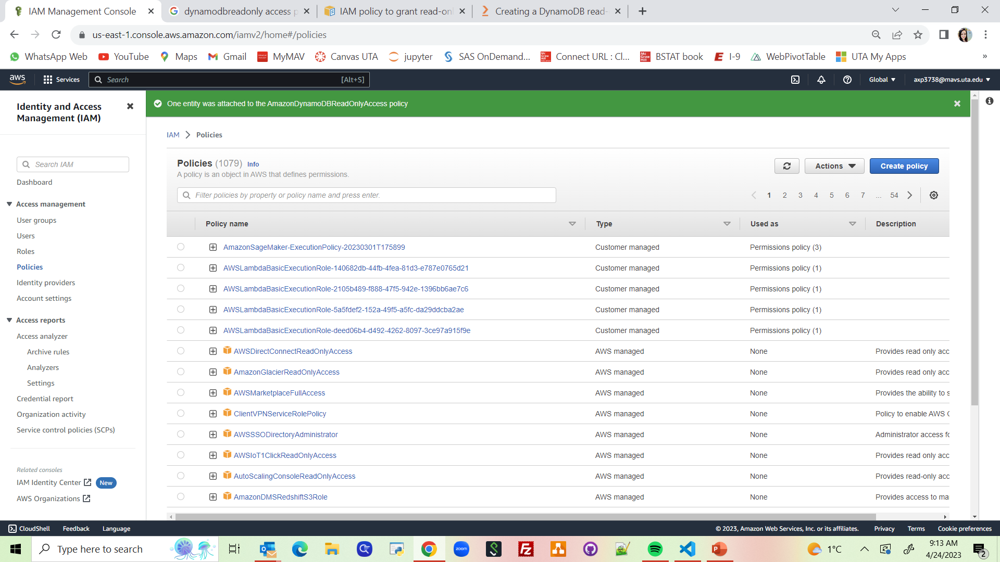 IAM Management Console
dynamodbreadonly access p
IAM policy to grant read-onl
Creating a DynamoDB read-
us-east-1.console.aws.amazon.com/iamv2/home#/policies
WhatsApp Web YouTube Maps Gmail MyMAV Canvas UTA jupyter SAS OnDemand... Connect URL : Cl... BSTAT book I-9 WebPivotTable UTA My Apps »
aws Services Search [Alt+S] Global axp3738@mavs.uta.edu
Identity and Access
Management (IAM)
Search IAM
Dashboard
Access management
User groups
Users
Roles
Policies
Identity providers
Account settings
Access reports
Access analyzer
Archive rules
Analyzers
Settings
Credential report
Organization activity
Service control policies (SCPs)
Related consoles
IAM Identity Center New
AWS Organizations
One entity was attached to the AmazonDynamoDBReadOnlyAccess policy
IAM > Policies
Policies (1079) Info
A policy is an object in AWS that defines permissions.
Actions
Create policy
Filter policies by property or policy name and press enter.
1 2 3 4 5 6 7 ... 54
Policy name Type Used as Description
AmazonSageMaker-ExecutionPolicy-20230301T175899 Customer managed Permissions policy (3)
AWSLambdaBasicExecutionRole-140682db-44fb-4fea-81d3-e787e0765d21 Customer managed Permissions policy (1)
AWSLambdaBasicExecutionRole-2105b489-f888-47f5-942e-1396bb6ae7c6 Customer managed Permissions policy (1)
AWSLambdaBasicExecutionRole-5a5fdef2-152a-49f5-a5fc-da29ddcba2ae Customer managed Permissions policy (1)
AWSLambdaBasicExecutionRole-deed06b4-d492-4262-8097-3ce97a915f9e Customer managed Permissions policy (1)
AWSDirectConnectReadOnlyAccess AWS managed None Provides read only acc
AmazonGlacierReadOnlyAccess AWS managed None Provides read only acc
AWSMarketplaceFullAccess AWS managed None Provides the ability to s
ClientVPNServiceRolePolicy AWS managed None Policy to enable AWS C
AWSSSODirectoryAdministrator AWS managed None Administrator access fo
AWSIoT1ClickReadOnlyAccess AWS managed None Provides read only acc
AutoScalingConsoleReadOnlyAccess AWS managed None Provides read-only acc
AmazonDMSRedshiftS3Role AWS managed None Provides access to ma
CloudShell Feedback Language © 2023, Amazon Web Services, Inc. or its affiliates. Privacy Terms Cookie preferences
Type here to search
zoom
1°C
9:13 AM
4/24/2023
2